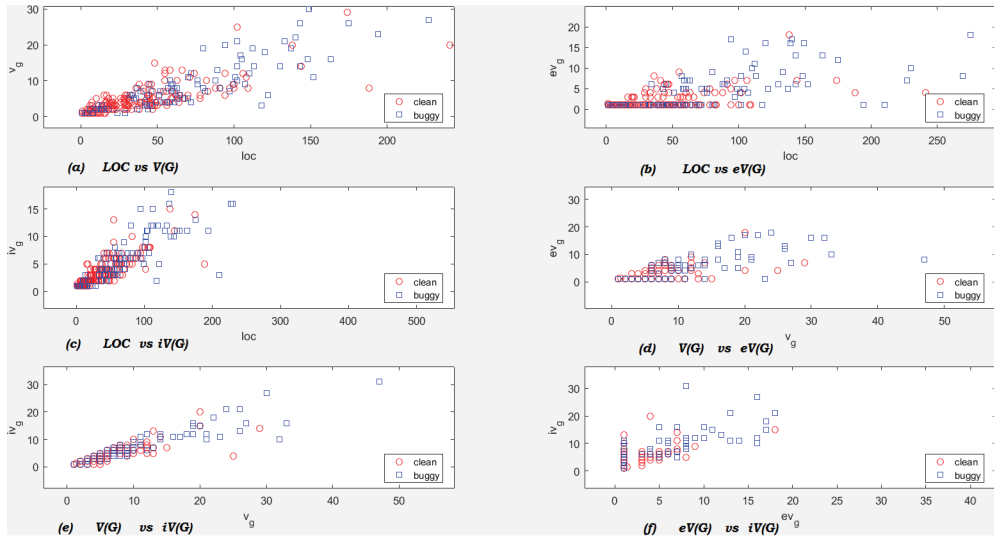 30
20
10
0
v_g
0
50
100
150
200
loc
clean
buggy
(a) LOC vs V(G)
20
10
0
ev_g
0
50
100
150
200
250
loc
clean
buggy
(b) LOC vs eV(G)
15
10
5
0
iv_g
0
100
200
300
400
500
loc
clean
buggy
(c) LOC vs iV(G)
30
20
10
0
ev_g
0
10
20
30
40
50
v_g
clean
buggy
(d) V(G) vs eV(G)
30
20
10
0
iv_g
0
10
20
30
40
50
v_g
clean
buggy
(e) V(G) vs iV(G)
30
20
10
0
iv_g
0
5
10
15
20
25
30
35
40
ev_g
clean
buggy
(f) eV(G) vs iV(G)